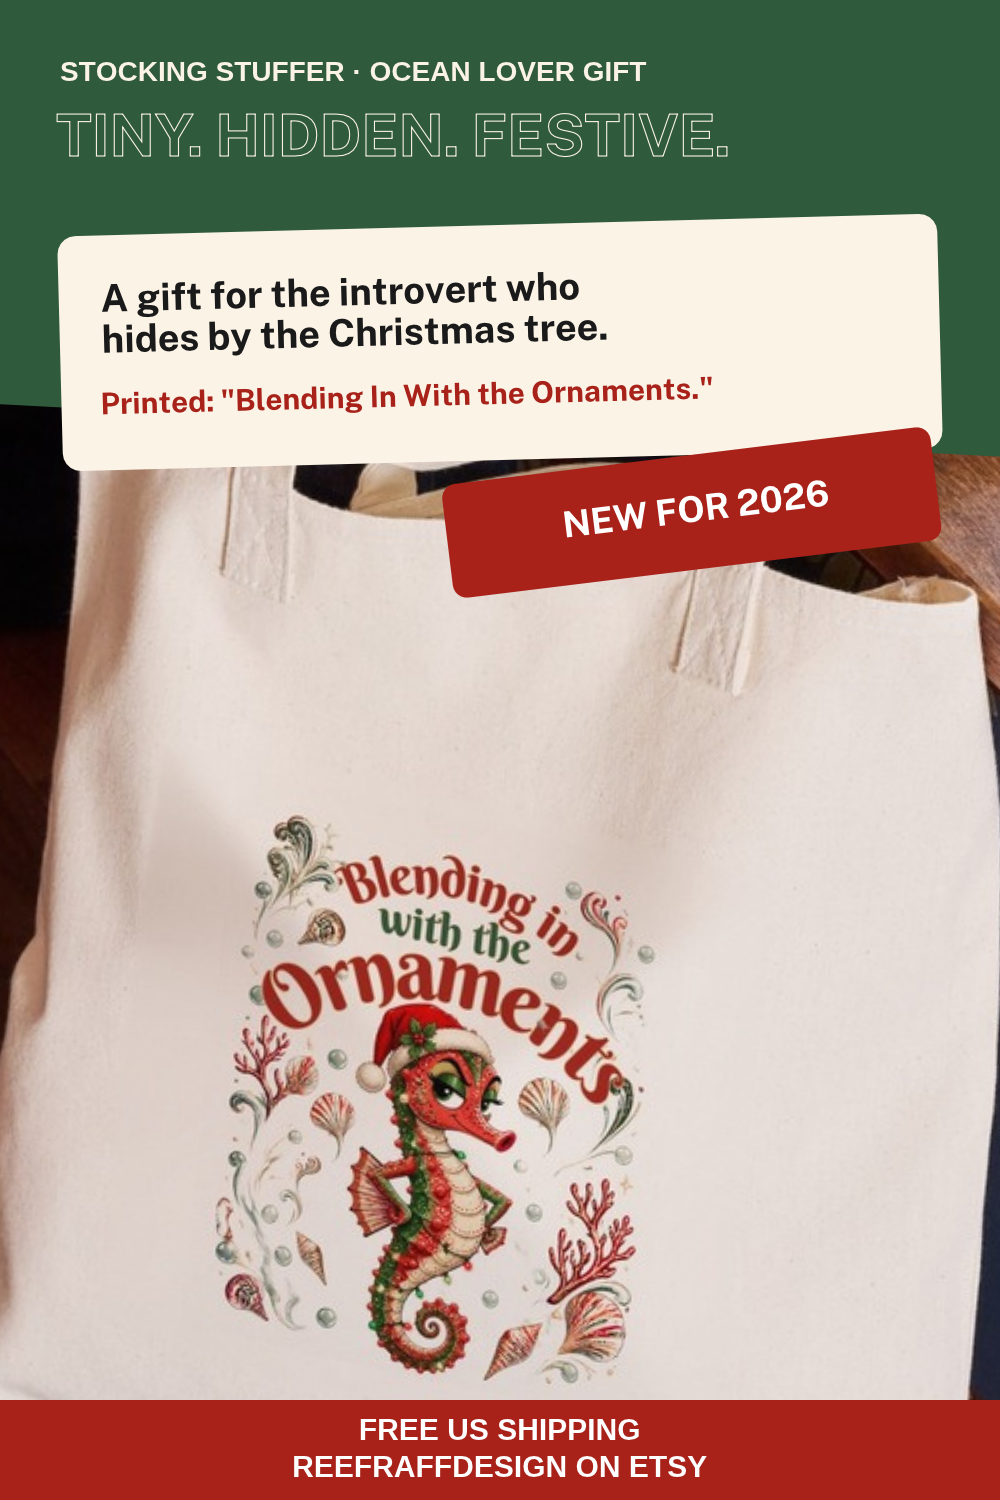 STOCKING STUFFER · OCEAN LOVER GIFT
TINY. HIDDEN. FESTIVE.
A gift for the introvert who
hides by the Christmas tree.
Printed: "Blending In With the Ornaments."
NEW FOR 2026
Blending in
with the
Ornaments
FREE US SHIPPING
REEFRAFFDESIGN ON ETSY